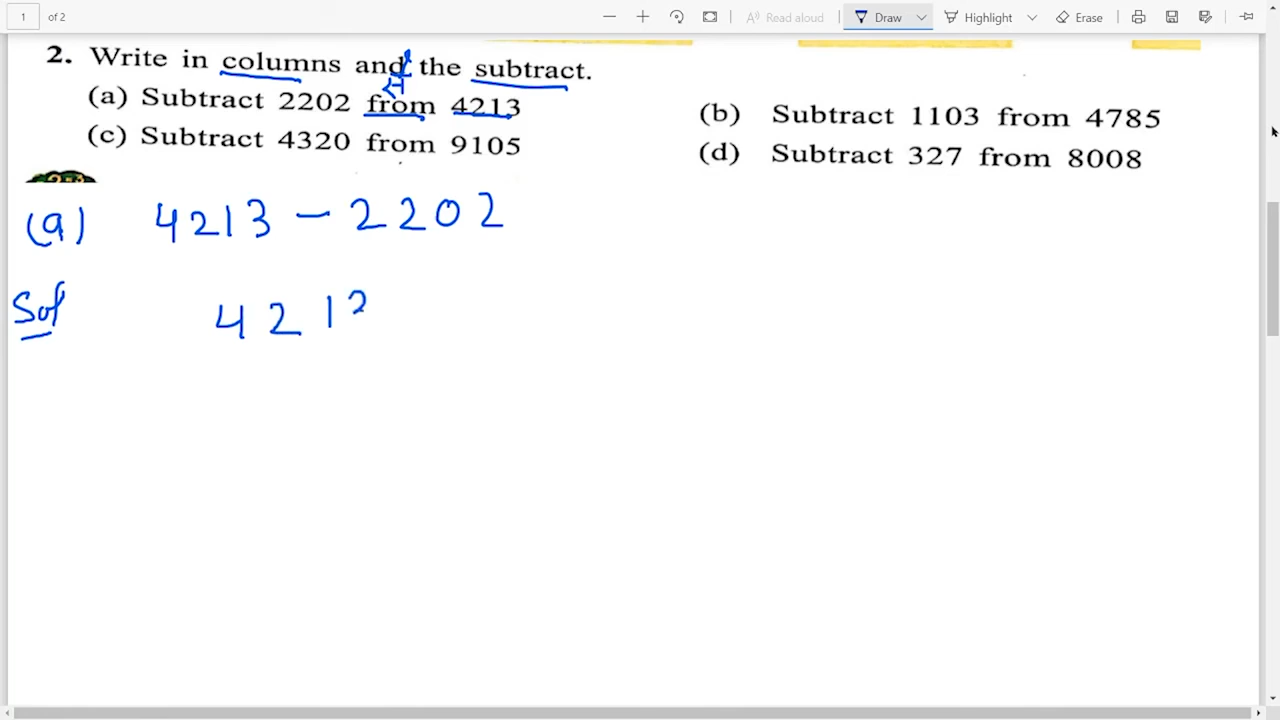 1 of 2 Read aloud Draw Highlight Erase
2. Write in columns and the subtract.
(a) Subtract 2202 from 4213
(b) Subtract 1103 from 4785
(c) Subtract 4320 from 9105
(d) Subtract 327 from 8008
(a) 4213 - 2202
Sol 4 2 1